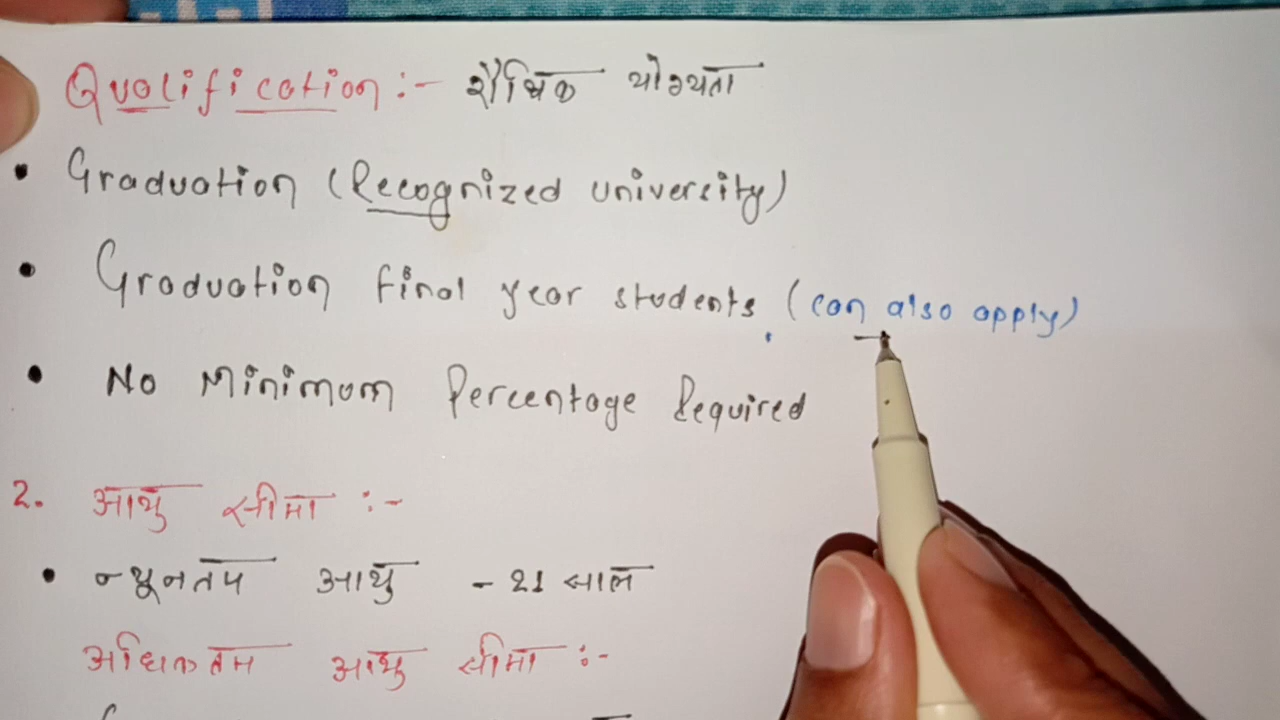 Qualification :- शैक्षिक योग्यता
• Graduation (Recognized university)
• Graduation final year students (can also apply)
• No Minimum Percentage Required
2. आयु सीमा :-
• न्यूनतम आयु - 21 साल
अधिकतम आयु सीमा :-